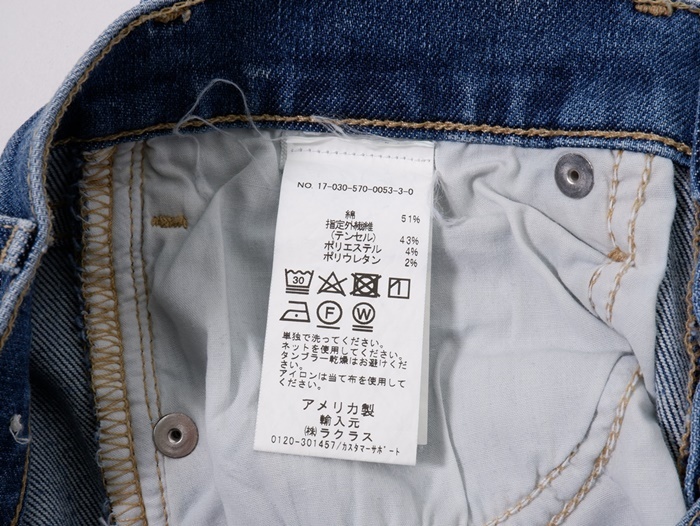 NO. 17-030-570-0053-3-0
綿 51%
指定外繊維
(テンセル) 43%
ポリエステル 4%
ポリウレタン 2%
30
F W
単独で洗ってください。
ネットを使用してください。
タンブラー乾燥はお避けくだ
さい。
アイロンは当て布を使用して
ください。
アメリカ製
輸入元
(株)ラクラス
0120-301457/カスタマーサポート